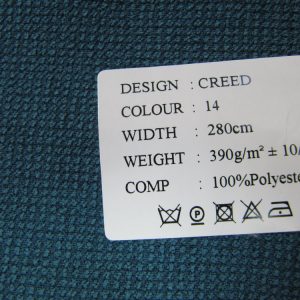 DESIGN : CREED
COLOUR : 14
WIDTH : 280cm
WEIGHT : 390g/m² ± 10/
COMP : 100%Polyeste
P